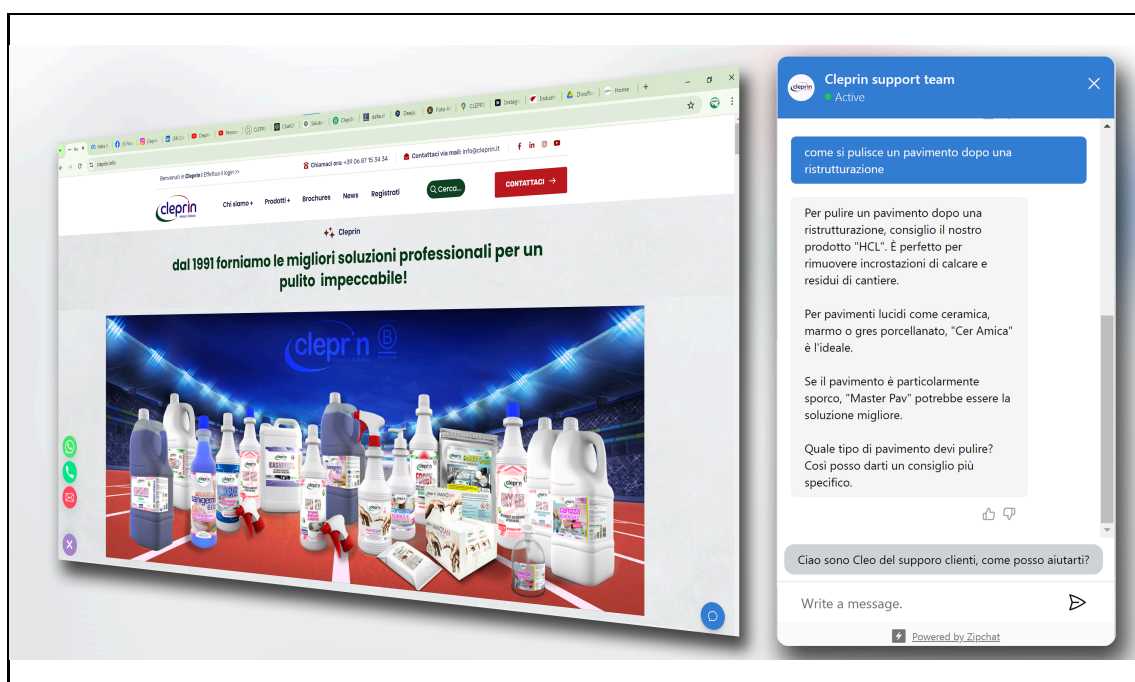 cleprin.info
Benvenuti in Cleprin! Effettua il login >>
Chiamaci ora: +39 06 87 15 34 34
Contattaci via mail: info@cleprin.it
cleprin
Chi siamo +
Prodotti +
Brochures
News
Registrati
Cerca...
CONTATTACI →
Cleprin
dal 1991 forniamo le migliori soluzioni professionali per un
pulito impeccabile!
cleprin
B
Cleprin support team
Active
come si pulisce un pavimento dopo una
ristrutturazione
Per pulire un pavimento dopo una
ristrutturazione, consiglio il nostro
prodotto "HCL". È perfetto per
rimuovere incrostazioni di calcare e
residui di cantiere.
Per pavimenti lucidi come ceramica,
marmo o gres porcellanato, "Cer Amica"
è l'ideale.
Se il pavimento è particolarmente
sporco, "Master Pav" potrebbe essere la
soluzione migliore.
Quale tipo di pavimento devi pulire?
Così posso darti un consiglio più
specifico.
Ciao sono Cleo del supporo clienti, come posso aiutarti?
Write a message.
Powered by Zipchat